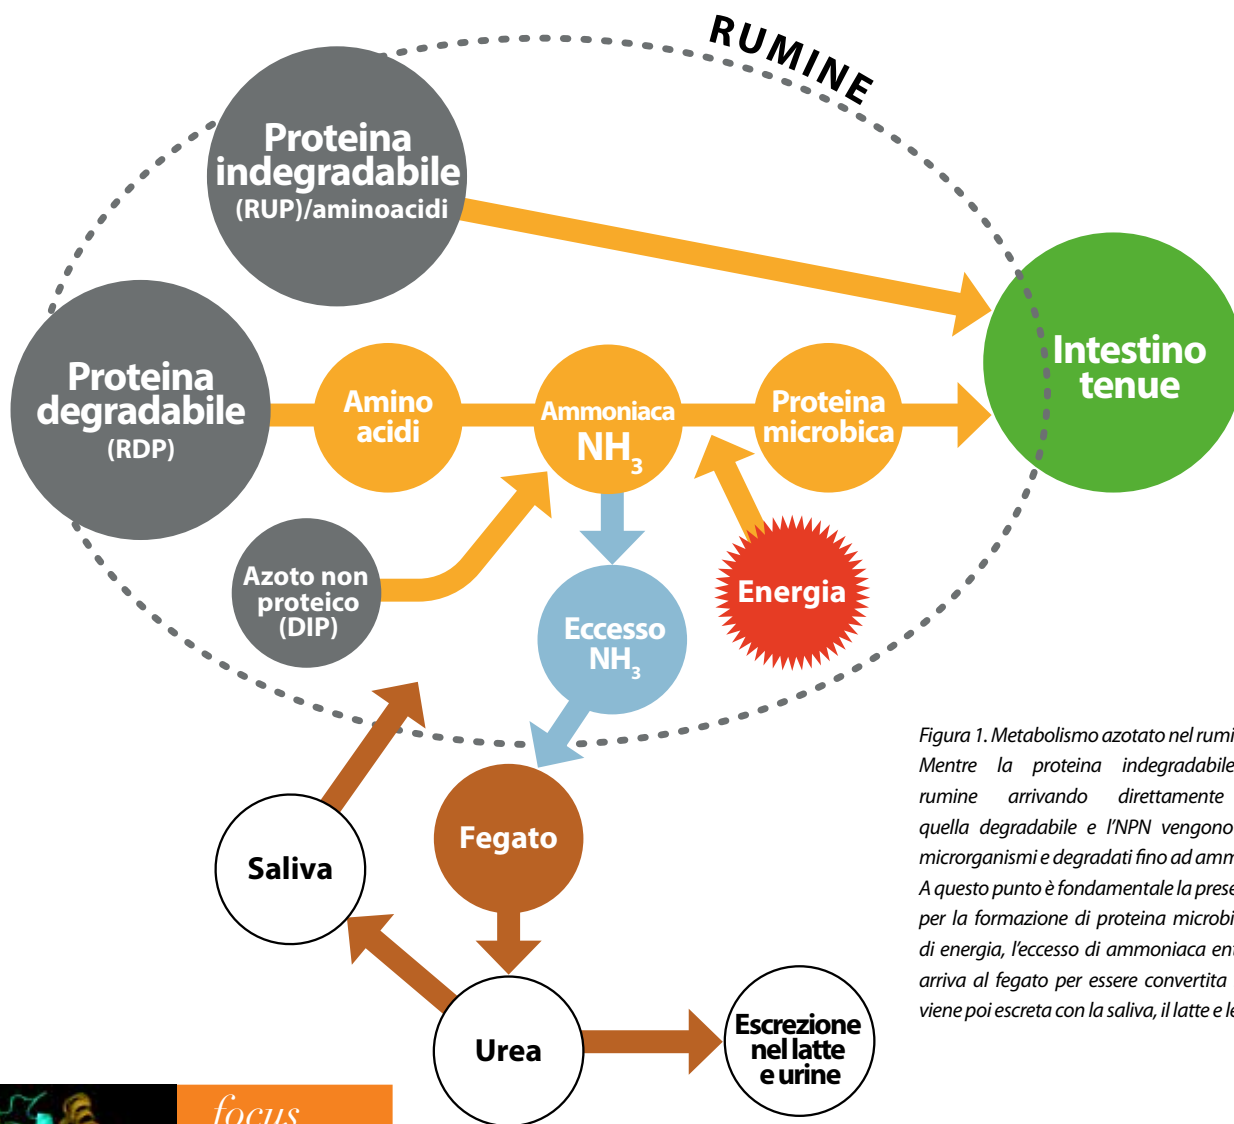 RUMINE
Proteina
indegradabile
(RUP)/aminoacidi
Proteina
degradabile
(RDP)
Amino
acidi
Ammoniaca
NH₃
Proteina
microbica
Intestino
tenue
Azoto non
proteico
(DIP)
Eccesso
NH₃
Energia
Saliva
Fegato
Urea
Escrezione
nel latte
e urine
Figura 1. Metabolismo azotato nel rumi
Mentre la proteina indegradabile
rumine arrivando direttamente
quella degradabile e l'NPN vengono
microrganismi e degradati fino ad amm
A questo punto è fondamentale la prese
per la formazione di proteina microbi
di energia, l'eccesso di ammoniaca ent
arriva al fegato per essere convertita
viene poi escreta con la saliva, il latte e le
focus